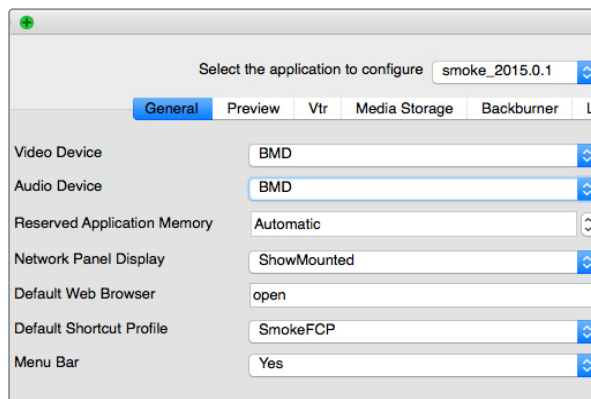 Select the application to configure smoke_2015.0.1
General Preview Vtr Media Storage Backburner
Video Device BMD
Audio Device BMD
Reserved Application Memory Automatic
Network Panel Display ShowMounted
Default Web Browser open
Default Shortcut Profile SmokeFCP
Menu Bar Yes